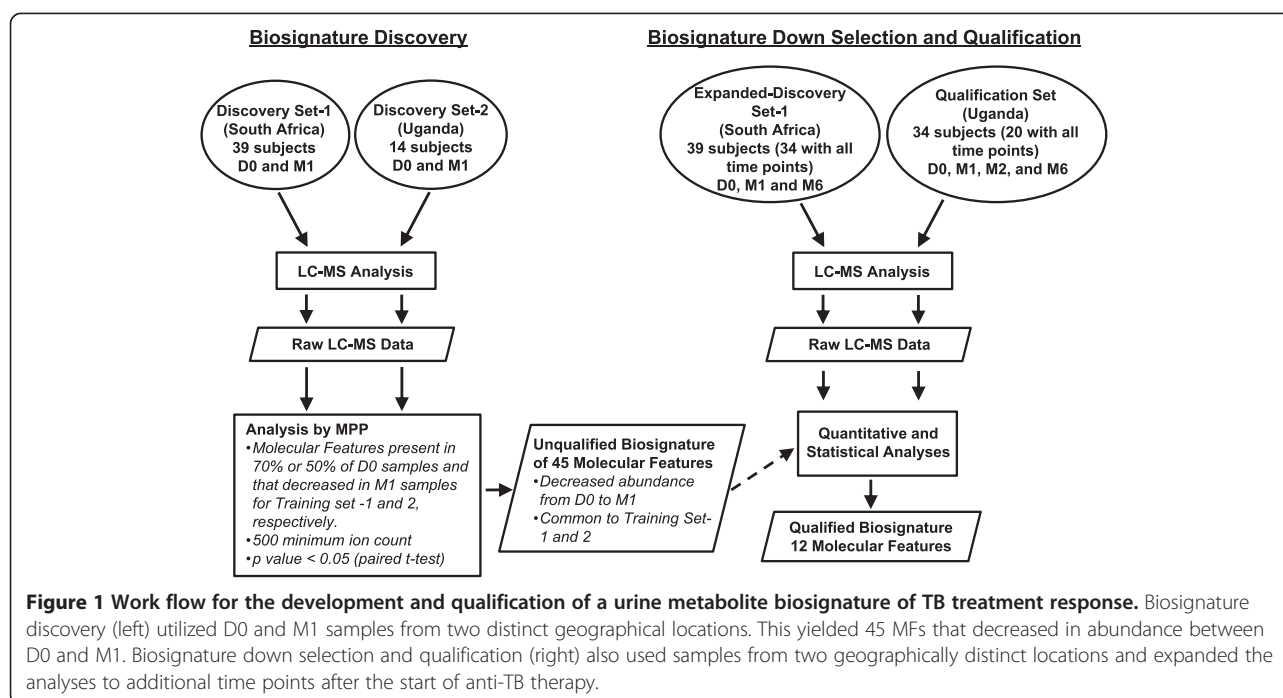 Biosignature Discovery
Biosignature Down Selection and Qualification
Discovery Set-1
(South Africa)
39 subjects
D0 and M1
Discovery Set-2
(Uganda)
14 subjects
D0 and M1
Expanded-Discovery
Set-1
(South Africa)
39 subjects (34 with all
time points)
D0, M1 and M6
Qualification Set
(Uganda)
34 subjects (20 with all
time points)
D0, M1, M2, and M6
LC-MS Analysis
LC-MS Analysis
Raw LC-MS Data
Raw LC-MS Data
Analysis by MPP
•Molecular Features present in
70% or 50% of D0 samples and
that decreased in M1 samples
for Training set -1 and 2,
respectively.
•500 minimum ion count
•p value < 0.05 (paired t-test)
Unqualified Biosignature
of 45 Molecular Features
•Decreased abundance
from D0 to M1
•Common to Training Set-
1 and 2
Quantitative and
Statistical Analyses
Qualified Biosignature
12 Molecular Features
Figure 1 Work flow for the development and qualification of a urine metabolite biosignature of TB treatment response. Biosignature
discovery (left) utilized D0 and M1 samples from two distinct geographical locations. This yielded 45 MFs that decreased in abundance between
D0 and M1. Biosignature down selection and qualification (right) also used samples from two geographically distinct locations and expanded the
analyses to additional time points after the start of anti-TB therapy.